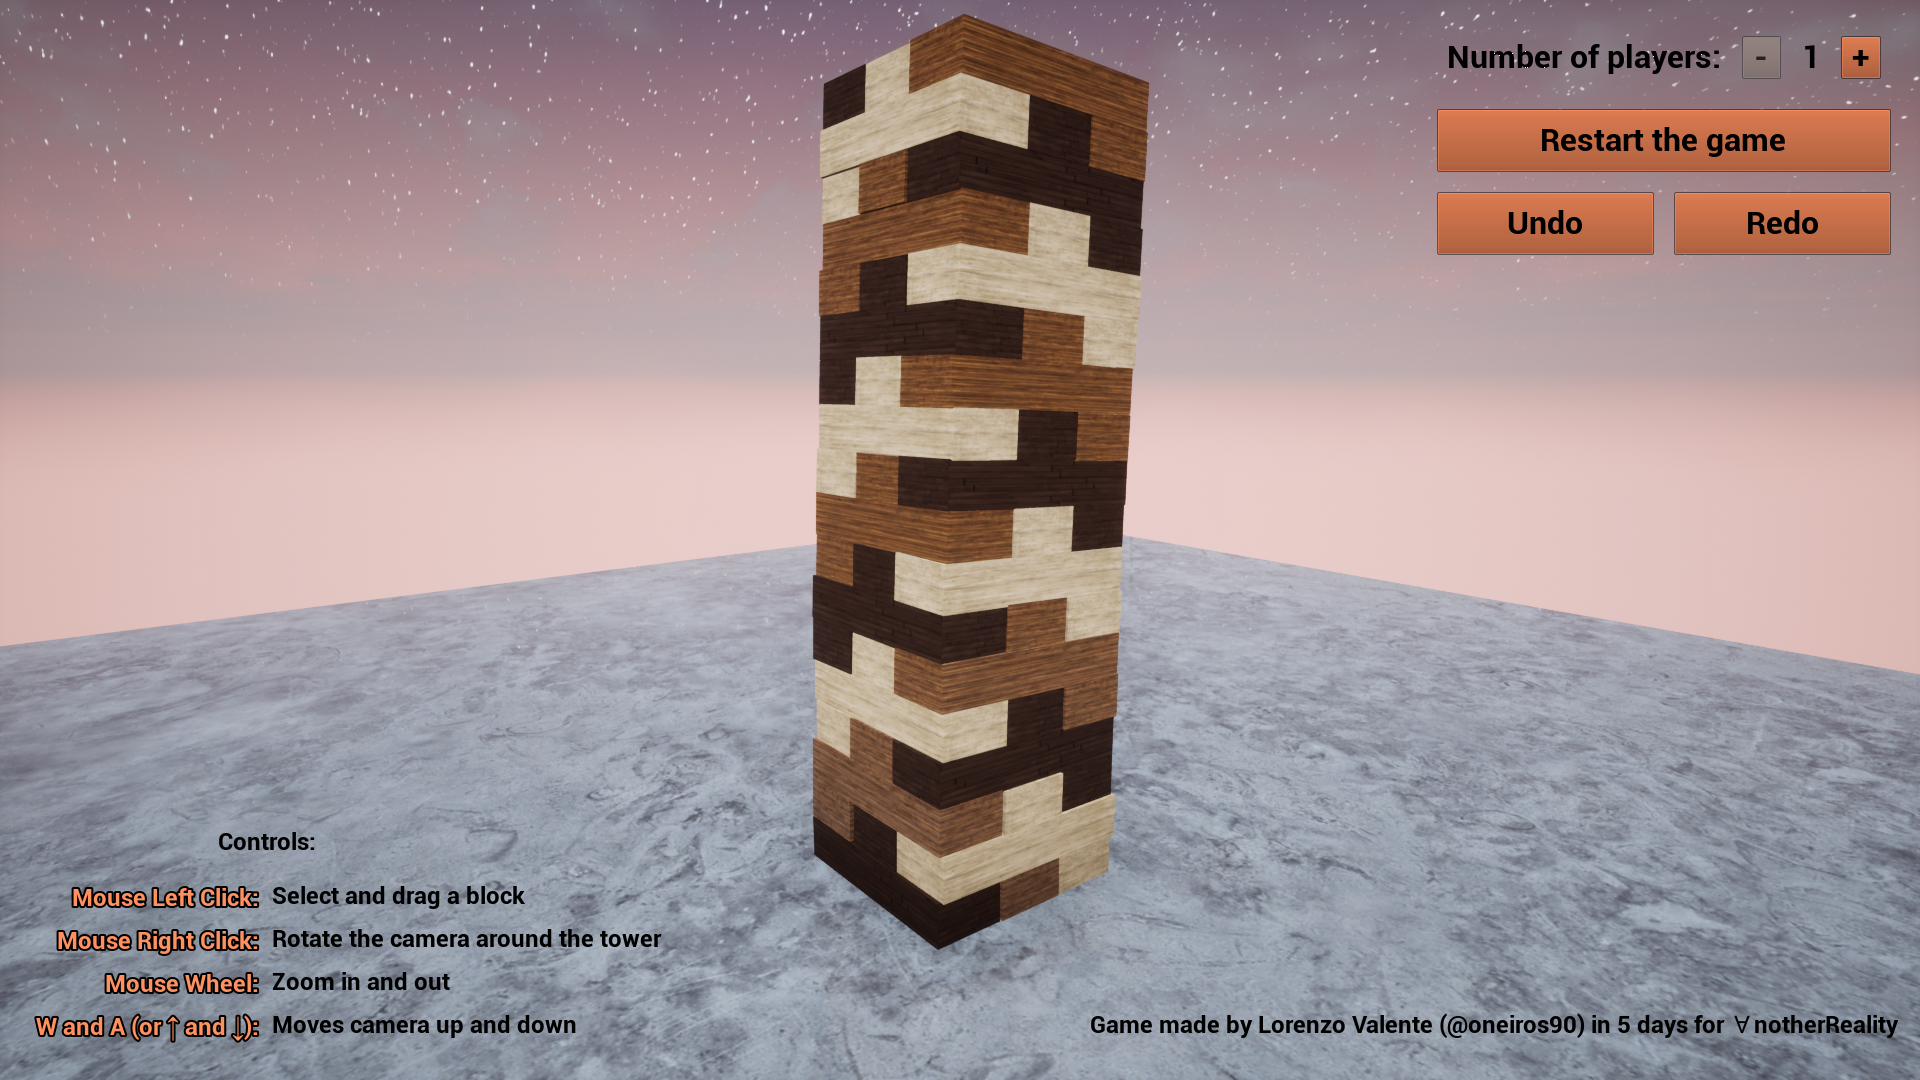 Number of players: - 1 +
Restart the game
Undo Redo
Controls:
Mouse Left Click: Select and drag a block
Mouse Right Click: Rotate the camera around the tower
Mouse Wheel: Zoom in and out
W and A (or ↑ and ↓): Moves camera up and down
Game made by Lorenzo Valente (@oneiros90) in 5 days for ∀notherReality